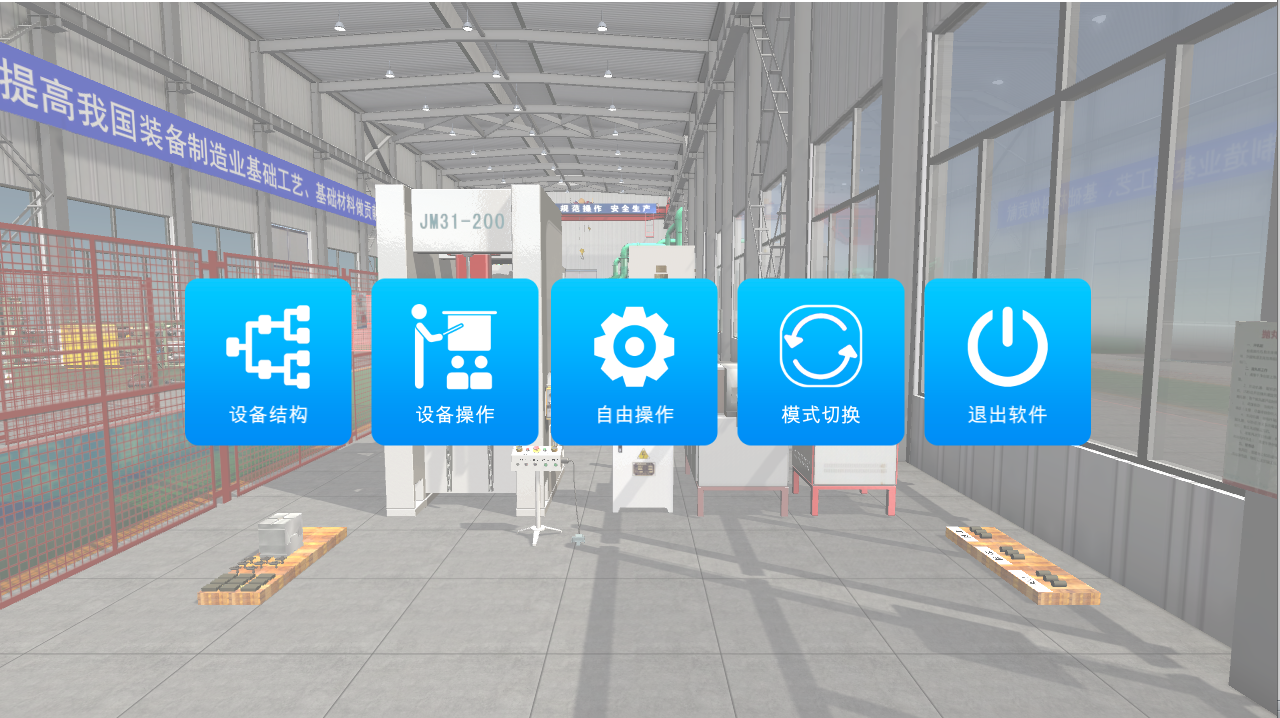 提高我国装备制造业基础工艺、基础材料做贡献
规范操作 安全生产
JM31-200
设备结构
设备操作
自由操作
模式切换
退出软件